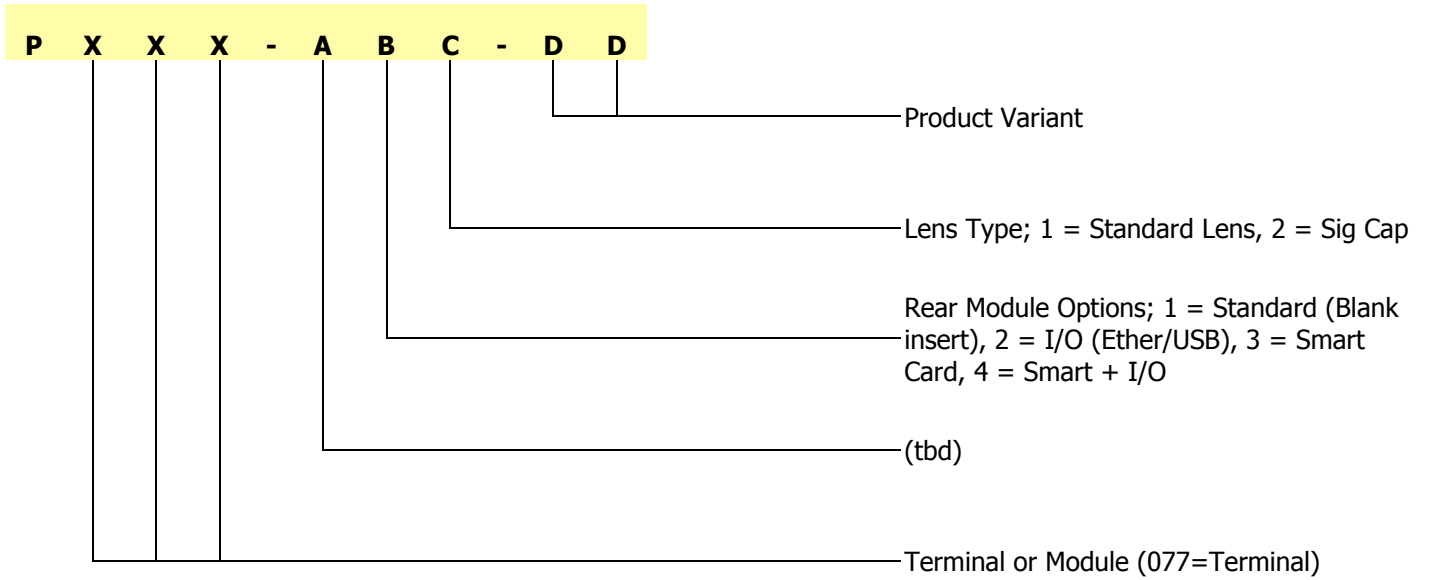 P X X X - A B C - D D
Product Variant
Lens Type; 1 = Standard Lens, 2 = Sig Cap
Rear Module Options; 1 = Standard (Blank
insert), 2 = I/O (Ether/USB), 3 = Smart
Card, 4 = Smart + I/O
(tbd)
Terminal or Module (077=Terminal)